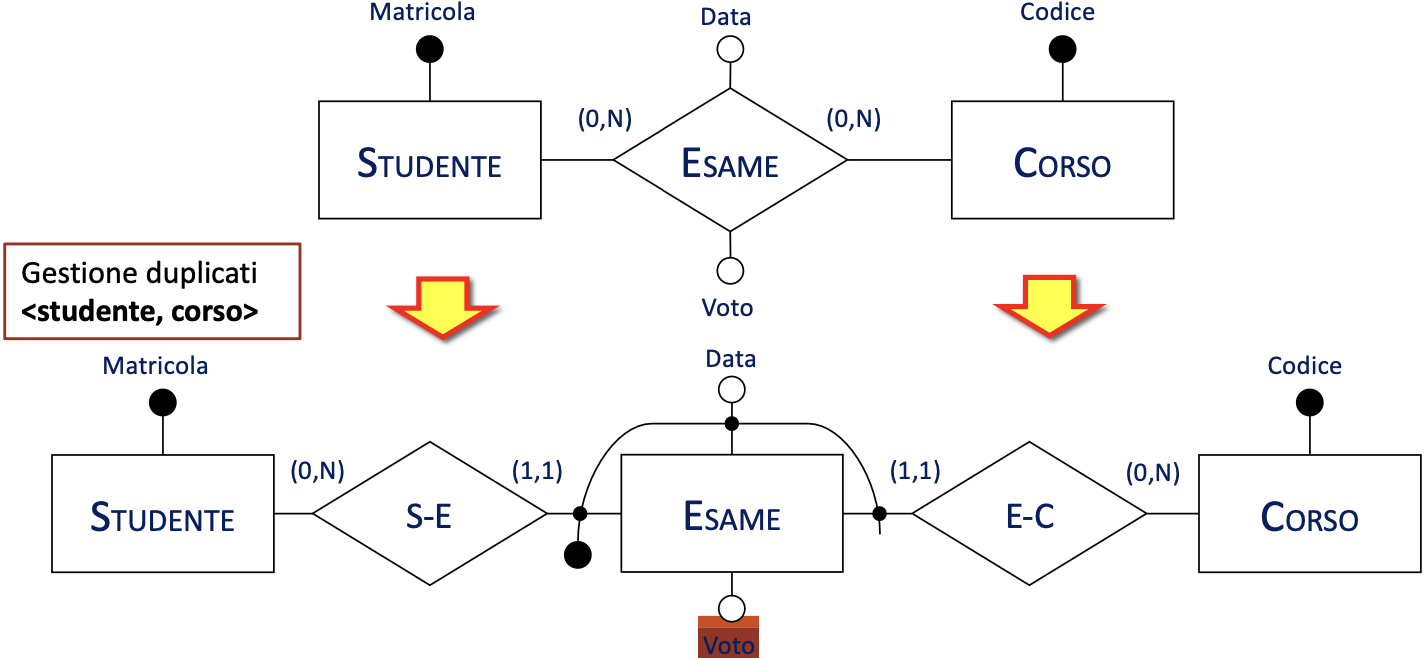 Matricola
Data
Codice
(0,N)
(0,N)
STUDENTE
ESAME
CORSO
Gestione duplicati
<studente, corso>
Voto
Matricola
Data
Codice
(0,N)
(1,1)
(1,1)
(0,N)
STUDENTE
S-E
ESAME
E-C
CORSO
Voto